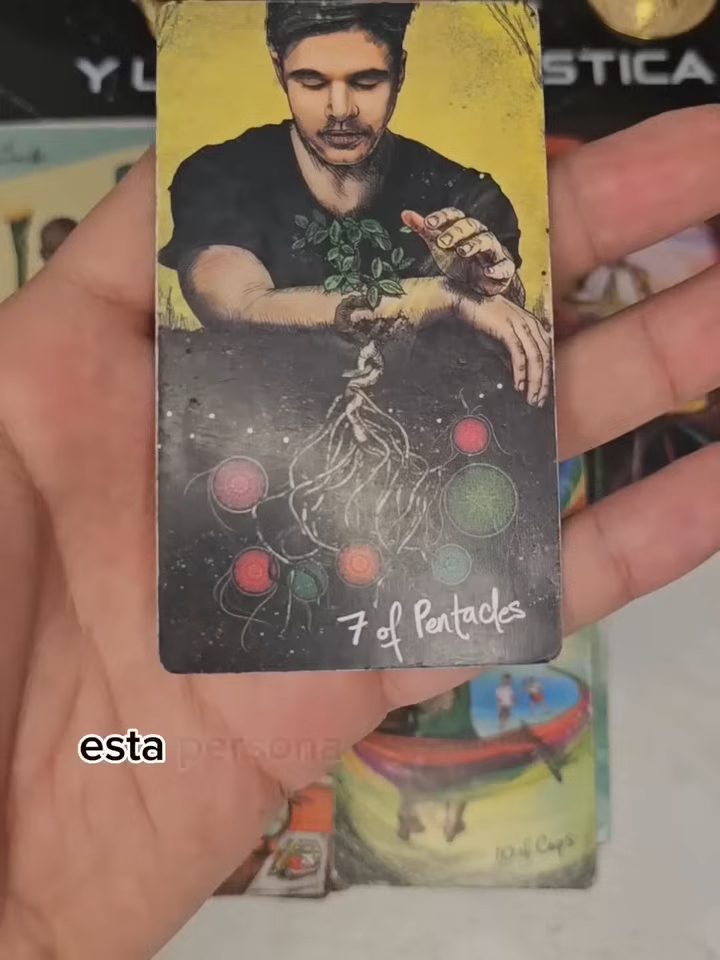 Y L
STICA
7 of Pentacles
esta persona
10 of Cups